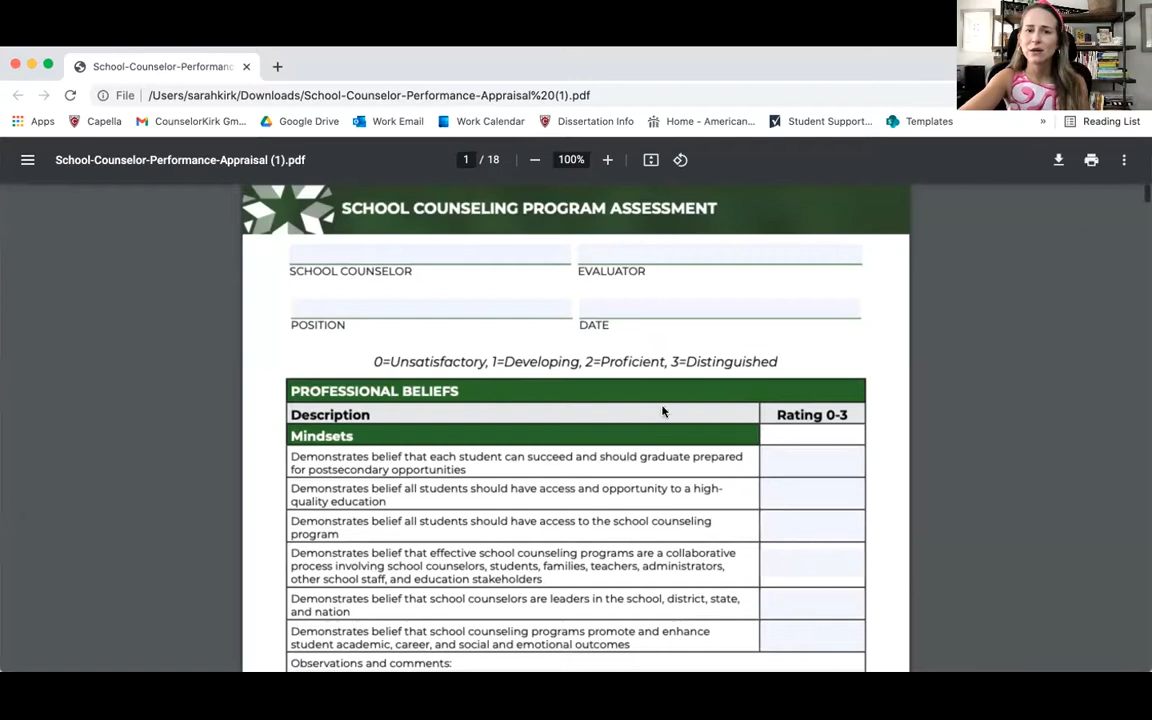 School-Counselor-Performanc
File /Users/sarahkirk/Downloads/School-Counselor-Performance-Appraisal%20(1).pdf
Apps Capella CounselorKirk Gm... Google Drive Work Email Work Calendar Dissertation Info Home - American... Student Support... Templates » Reading List
School-Counselor-Performance-Appraisal (1).pdf 1 / 18 100%
SCHOOL COUNSELING PROGRAM ASSESSMENT
SCHOOL COUNSELOR EVALUATOR
POSITION DATE
0=Unsatisfactory, 1=Developing, 2=Proficient, 3=Distinguished
PROFESSIONAL BELIEFS
Description Rating 0-3
Mindsets
Demonstrates belief that each student can succeed and should graduate prepared
for postsecondary opportunities
Demonstrates belief all students should have access and opportunity to a high-
quality education
Demonstrates belief all students should have access to the school counseling
program
Demonstrates belief that effective school counseling programs are a collaborative
process involving school counselors, students, families, teachers, administrators,
other school staff, and education stakeholders
Demonstrates belief that school counselors are leaders in the school, district, state,
and nation
Demonstrates belief that school counseling programs promote and enhance
student academic, career, and social and emotional outcomes
Observations and comments: